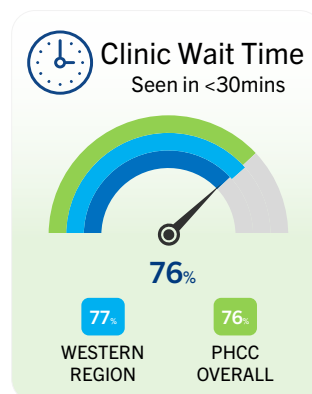 Clinic Wait Time
Seen in <30mins
76%
77%
76%
WESTERN
REGION
PHCC
OVERALL